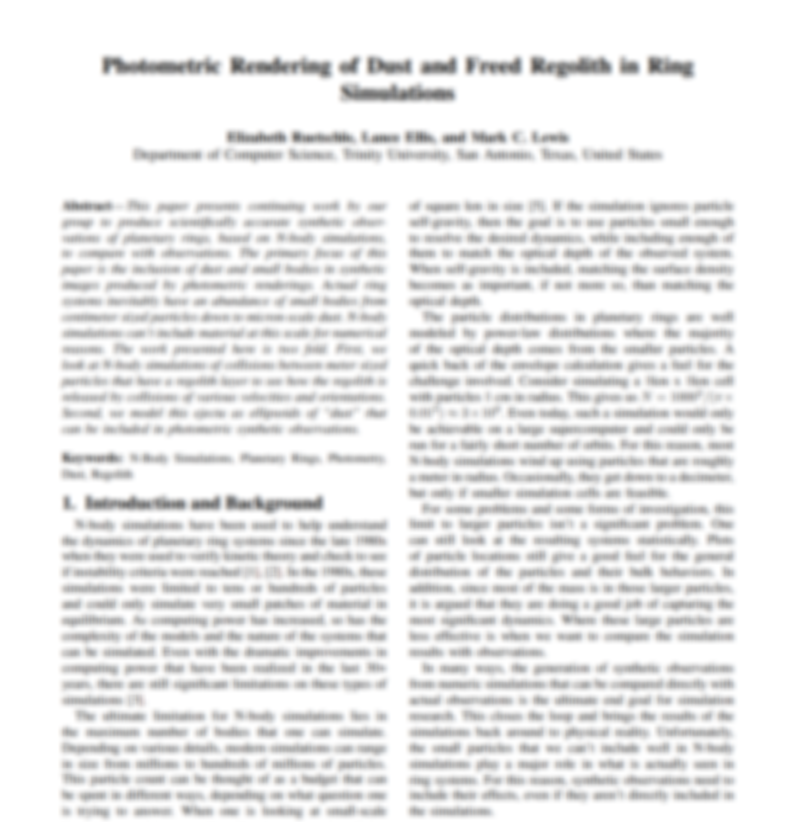 Photometric Rendering of Dust and Freed Regolith in Ring
Simulations
Elizabeth Ruetschle, Lance Ellis, and Mark C. Lewis
Department of Computer Science, Trinity University, San Antonio, Texas, United States
Abstract— This paper presents continuing work by our
group to produce scientifically accurate synthetic obser-
vations of planetary rings, based on N-body simulations,
to compare with observations. The primary focus of this
paper is the inclusion of dust and small bodies in synthetic
images produced by photometric renderings. Actual ring
systems inevitably have an abundance of small bodies from
centimeter sized particles down to micron-scale dust. N-body
simulations can't include material at this scale for numerical
reasons. The work presented here is two fold. First, we
look at N-body simulations of collisions between meter sized
particles that have a regolith layer to see how the regolith is
released by collisions of various velocities and orientations.
Second, we model this ejecta as ellipsoids of "dust" that
can be included in photometric synthetic observations.
Keywords: N-Body Simulations, Planetary Rings, Photometry,
Dust, Regolith
1. Introduction and Background
N-body simulations have been used to help understand
the dynamics of planetary ring systems since the late 1980s
when they were used to verify kinetic theory and check to see
if instability criteria were reached [1], [2]. In the 1980s, these
simulations were limited to tens or hundreds of particles
and could only simulate very small patches of material in
equilibrium. As computing power has increased, so has the
complexity of the models and the nature of the systems that
can be simulated. Even with the dramatic improvements in
computing power that have been realized in the last 30+
years, there are still significant limitations on these types of
simulations [3].
The ultimate limitation for N-body simulations lies in
the maximum number of bodies that one can simulate.
Depending on various details, modern simulations can range
in size from millions to hundreds of millions of particles.
This particle count can be thought of as a budget that can
be spent in different ways, depending on what question one
is trying to answer. When one is looking at small-scale
of square km in size [5]. If the simulation ignores particle
self-gravity, then the goal is to use particles small enough
to resolve the desired dynamics, while including enough of
them to match the optical depth of the observed system.
When self-gravity is included, matching the surface density
becomes as important, if not more so, than matching the
optical depth.
The particle distributions in planetary rings are well
modeled by power-law distributions where the majority
of the optical depth comes from the smaller particles. A
quick back of the envelope calculation gives a feel for the
challenge involved. Consider simulating a 1km x 1km cell
with particles 1 cm in radius. This gives us
Even today, such a simulation would only
be achievable on a large supercomputer and could only be
run for a fairly short number of orbits. For this reason, most
N-body simulations wind up using particles that are roughly
a meter in radius. Occasionally, they get down to a decimeter,
but only if smaller simulation cells are feasible.
For some problems and some forms of investigation, this
limit to larger particles isn't a significant problem. One
can still look at the resulting systems statistically. Plots
of particle locations still give a good feel for the general
distribution of the particles and their bulk behaviors. In
addition, since most of the mass is in these larger particles,
it is argued that they are doing a good job of capturing the
most significant dynamics. Where these large particles are
less effective is when we want to compare the simulation
results with observations.
In many ways, the generation of synthetic observations
from numeric simulations that can be compared directly with
actual observations is the ultimate end goal for simulation
research. This closes the loop and brings the results of the
simulations back around to physical reality. Unfortunately,
the small particles that we can't include well in N-body
simulations play a major role in what is actually seen in
ring systems. For this reason, synthetic observations need to
include their effects, even if they aren't directly included in
the simulations.